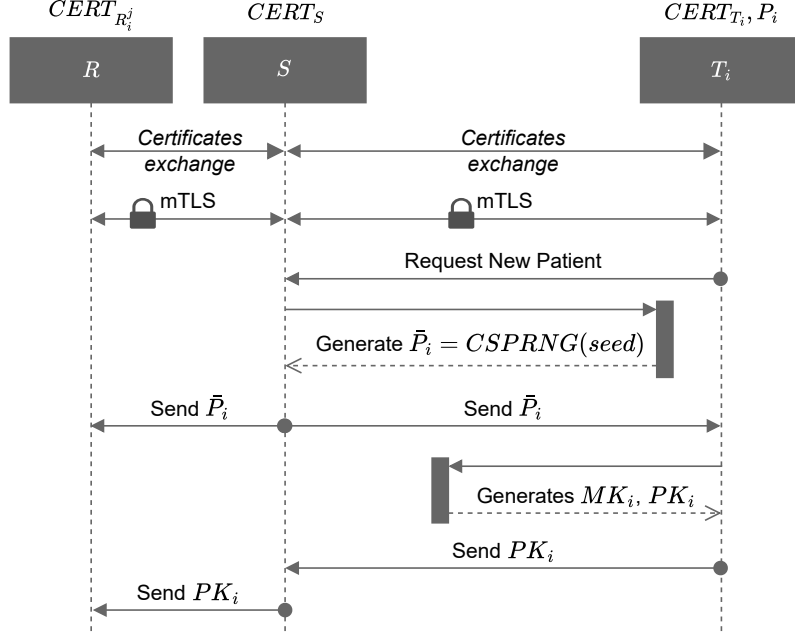 CERT_{R_i^j}
CERT_S
CERT_{T_i}, P_i
R
S
T_i
Certificates
exchange
Certificates
exchange
mTLS
mTLS
Request New Patient
Generate P̄_i = CSPRNG(seed)
Send P̄_i
Send P̄_i
Generates MK_i, PK_i
Send PK_i
Send PK_i